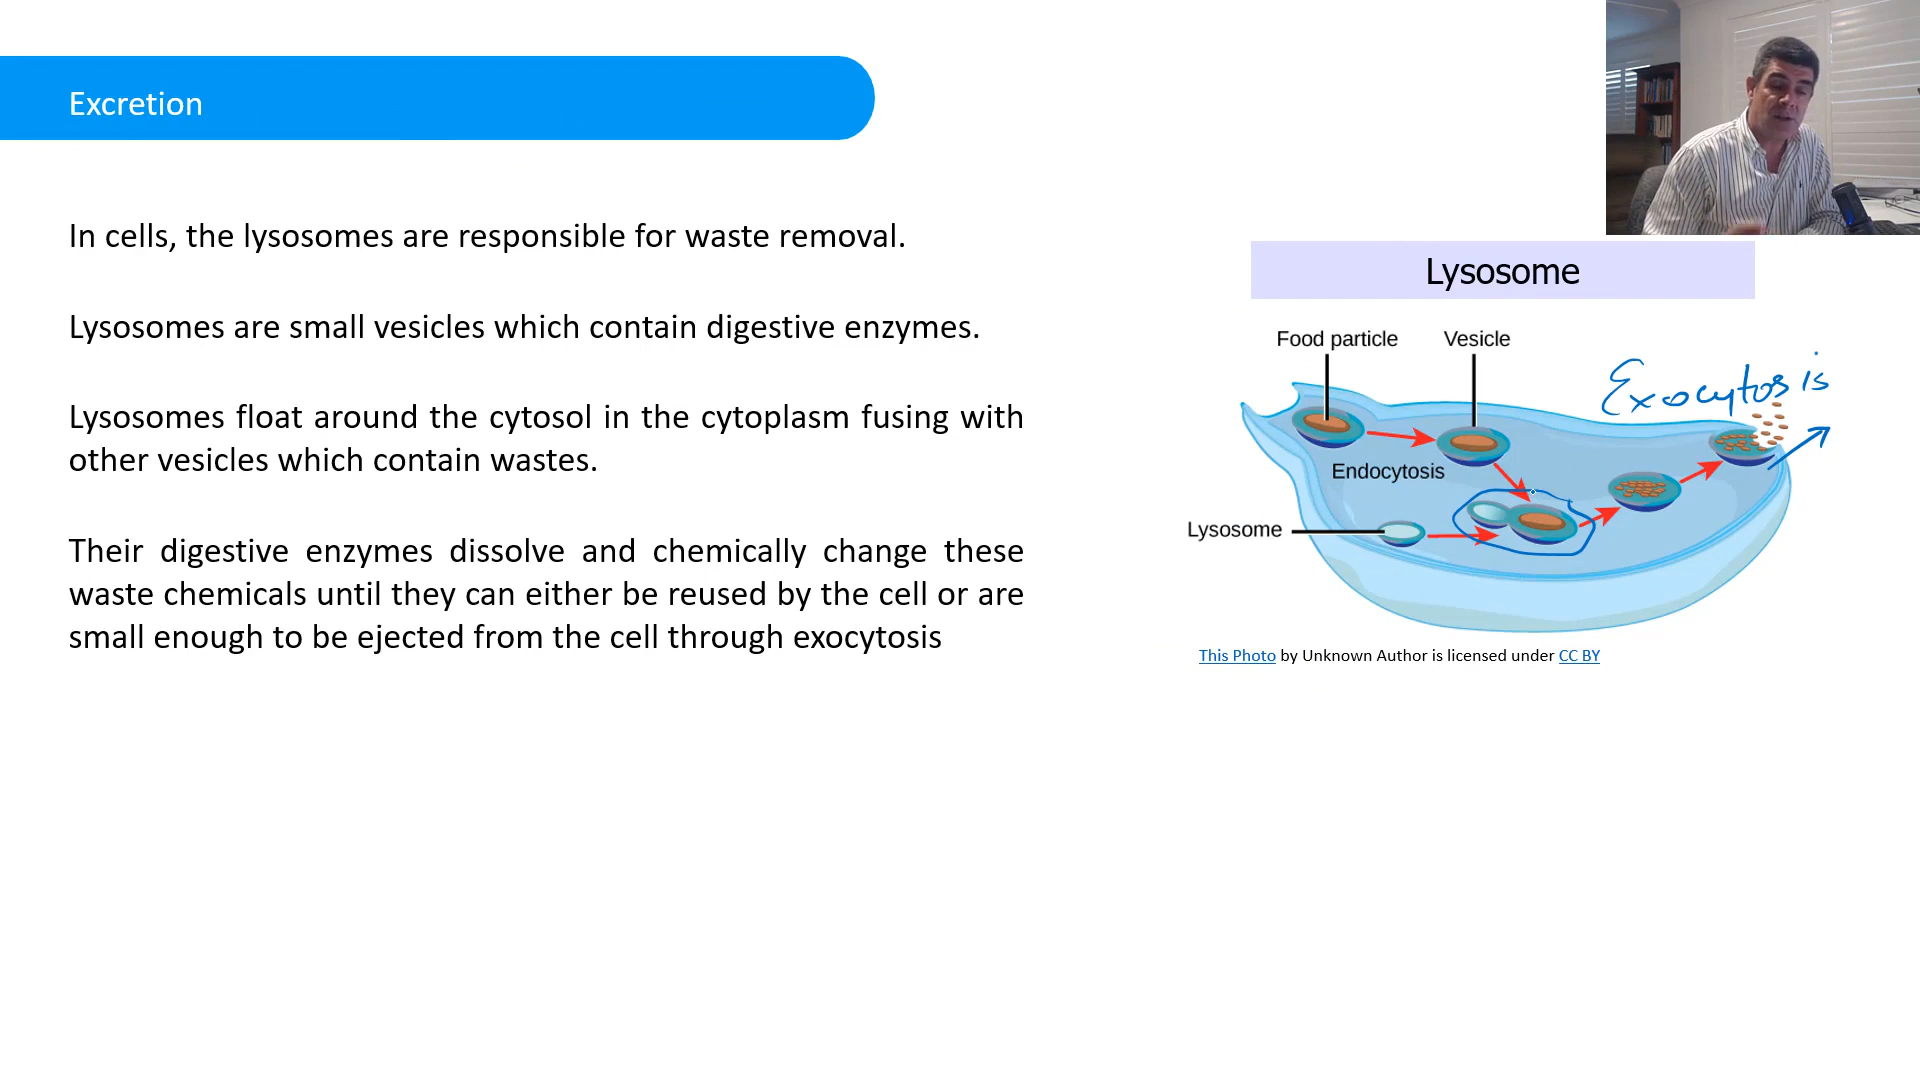 Excretion
In cells, the lysosomes are responsible for waste removal.
Lysosomes are small vesicles which contain digestive enzymes.
Lysosomes float around the cytosol in the cytoplasm fusing with
other vesicles which contain wastes.
Their digestive enzymes dissolve and chemically change these
waste chemicals until they can either be reused by the cell or are
small enough to be ejected from the cell through exocytosis
Lysosome
Food particle
Vesicle
Exocytosis
Endocytosis
Lysosome
This Photo by Unknown Author is licensed under CC BY